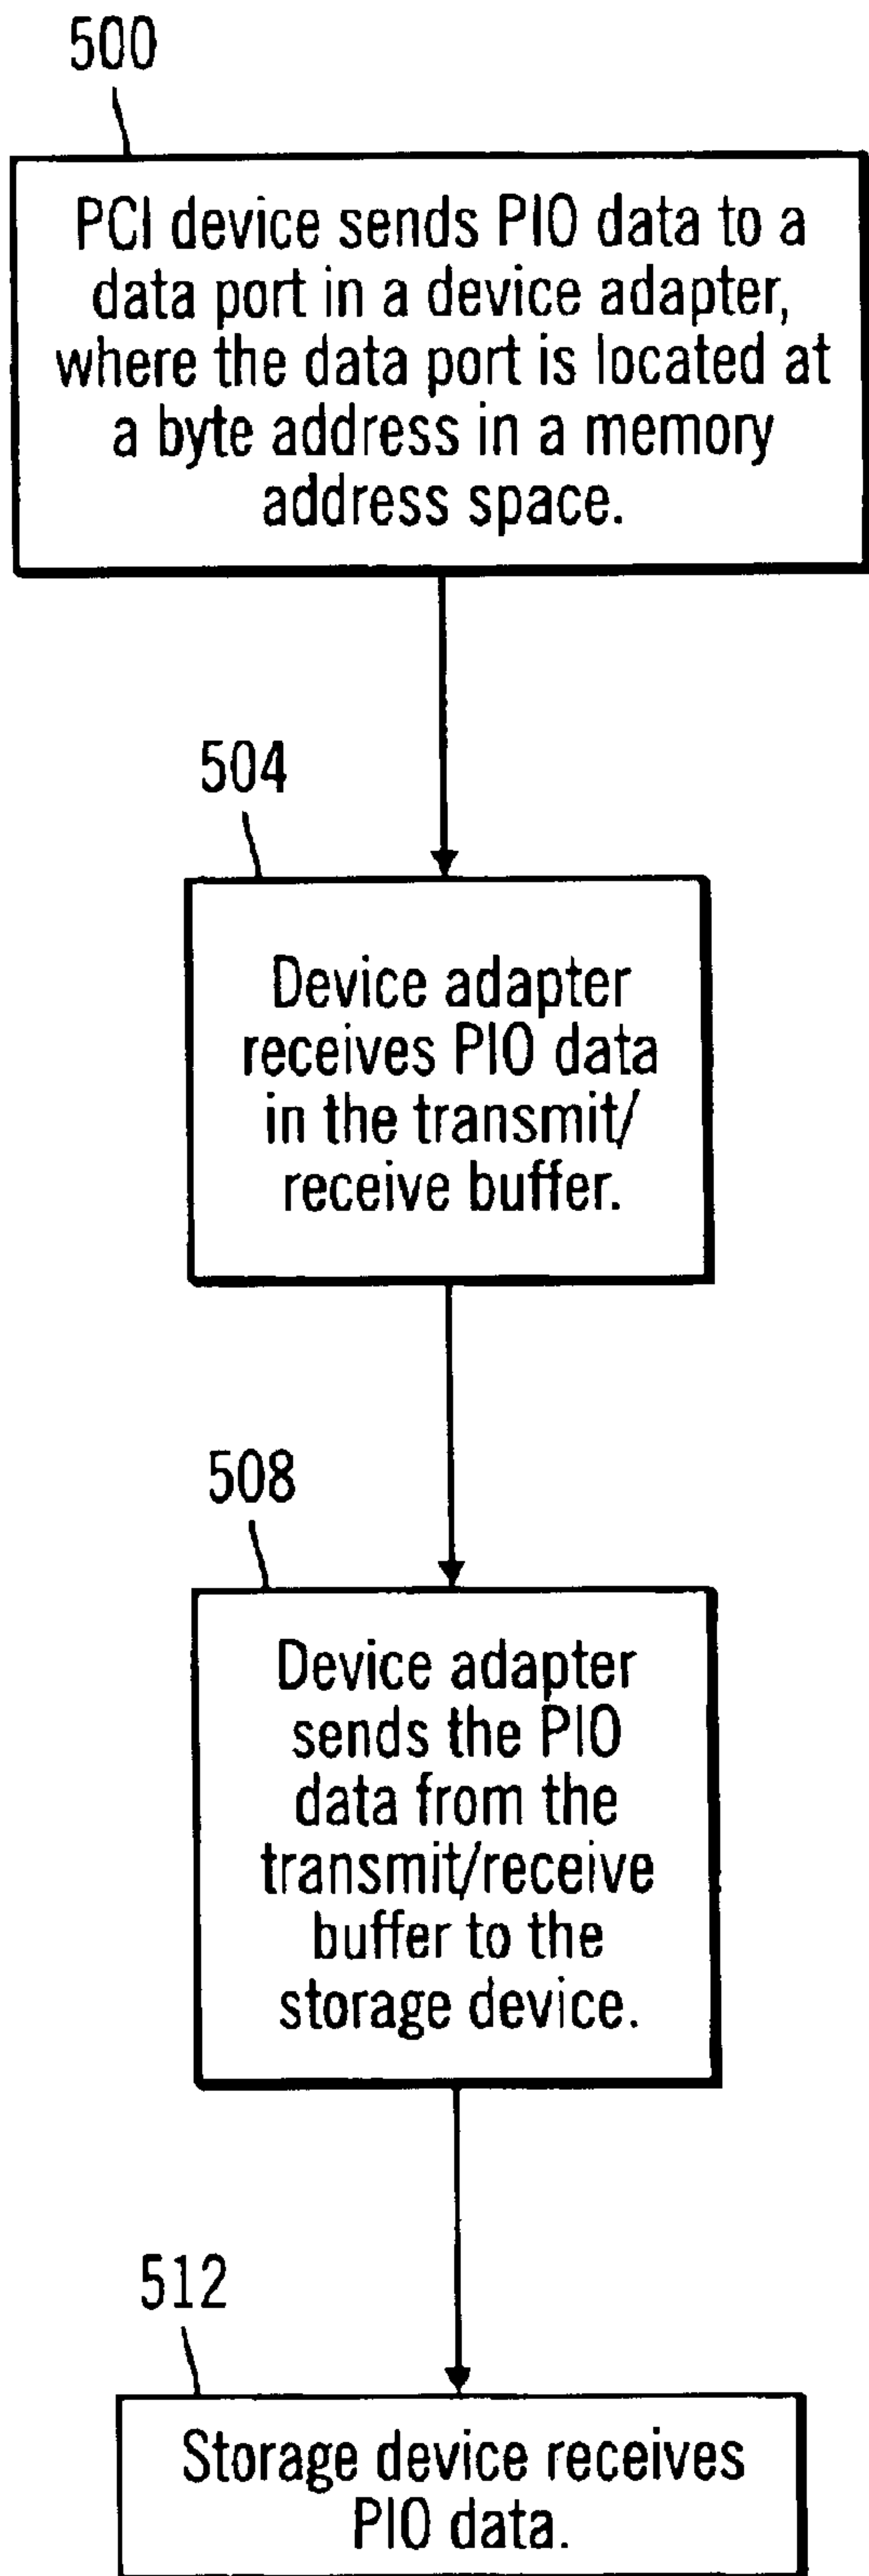 500
PCI device sends PIO data to a
data port in a device adapter,
where the data port is located at
a byte address in a memory
address space.
504
Device adapter
receives PIO data
in the transmit/
receive buffer.
508
Device adapter
sends the PIO
data from the
transmit/receive
buffer to the
storage device.
512
Storage device receives
PIO data.